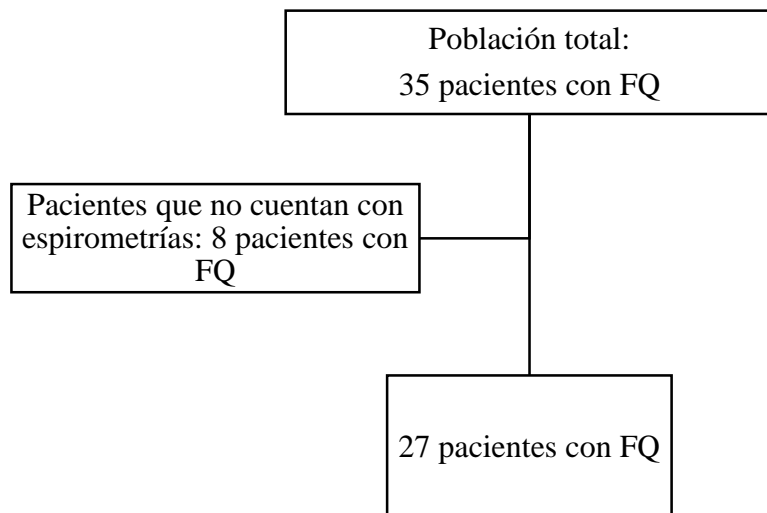 Población total:
35 pacientes con FQ
Pacientes que no cuentan con
espirometrías: 8 pacientes con
FQ
27 pacientes con FQ